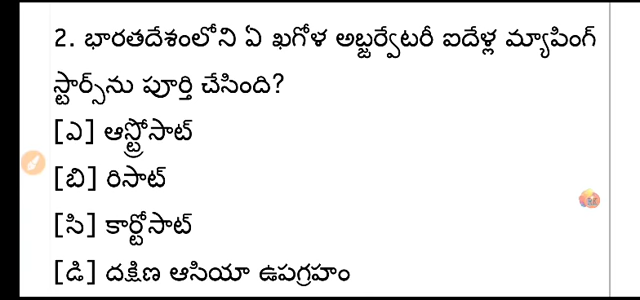 2. భారతదేశంలోని ఏ ఖగోళ అబ్జర్వేటరీ ఐదేళ్ల మ్యాపింగ్
స్టార్స్‌ను పూర్తి చేసింది?
[ఎ] ఆస్ట్రోసాట్
[బి] రిసాట్
[సి] కార్టోసాట్
[డి] దక్షిణ ఆసియా ఉపగ్రహం